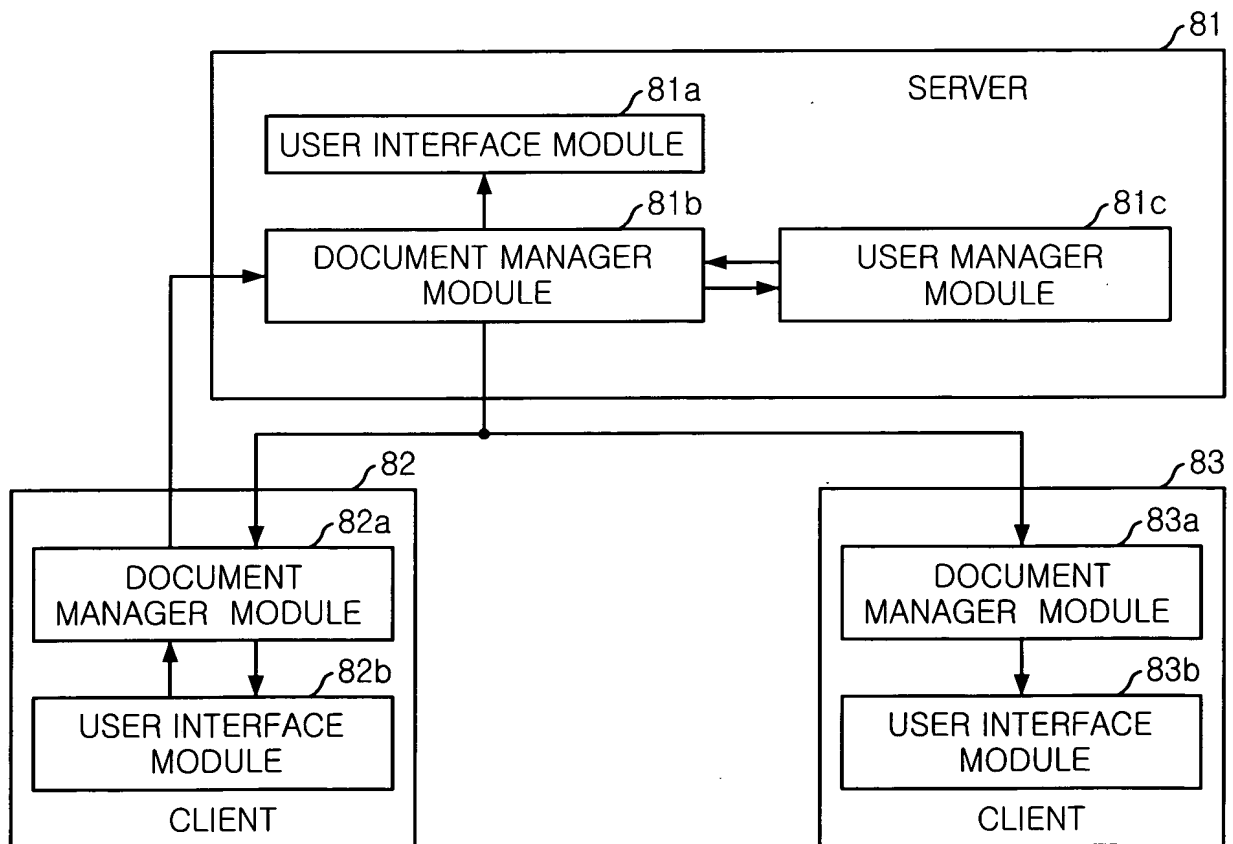 81
SERVER
81a
USER INTERFACE MODULE
81b
DOCUMENT MANAGER
MODULE
81c
USER MANAGER
MODULE
82
82a
DOCUMENT
MANAGER MODULE
82b
USER INTERFACE
MODULE
CLIENT
83
83a
DOCUMENT
MANAGER MODULE
83b
USER INTERFACE
MODULE
CLIENT